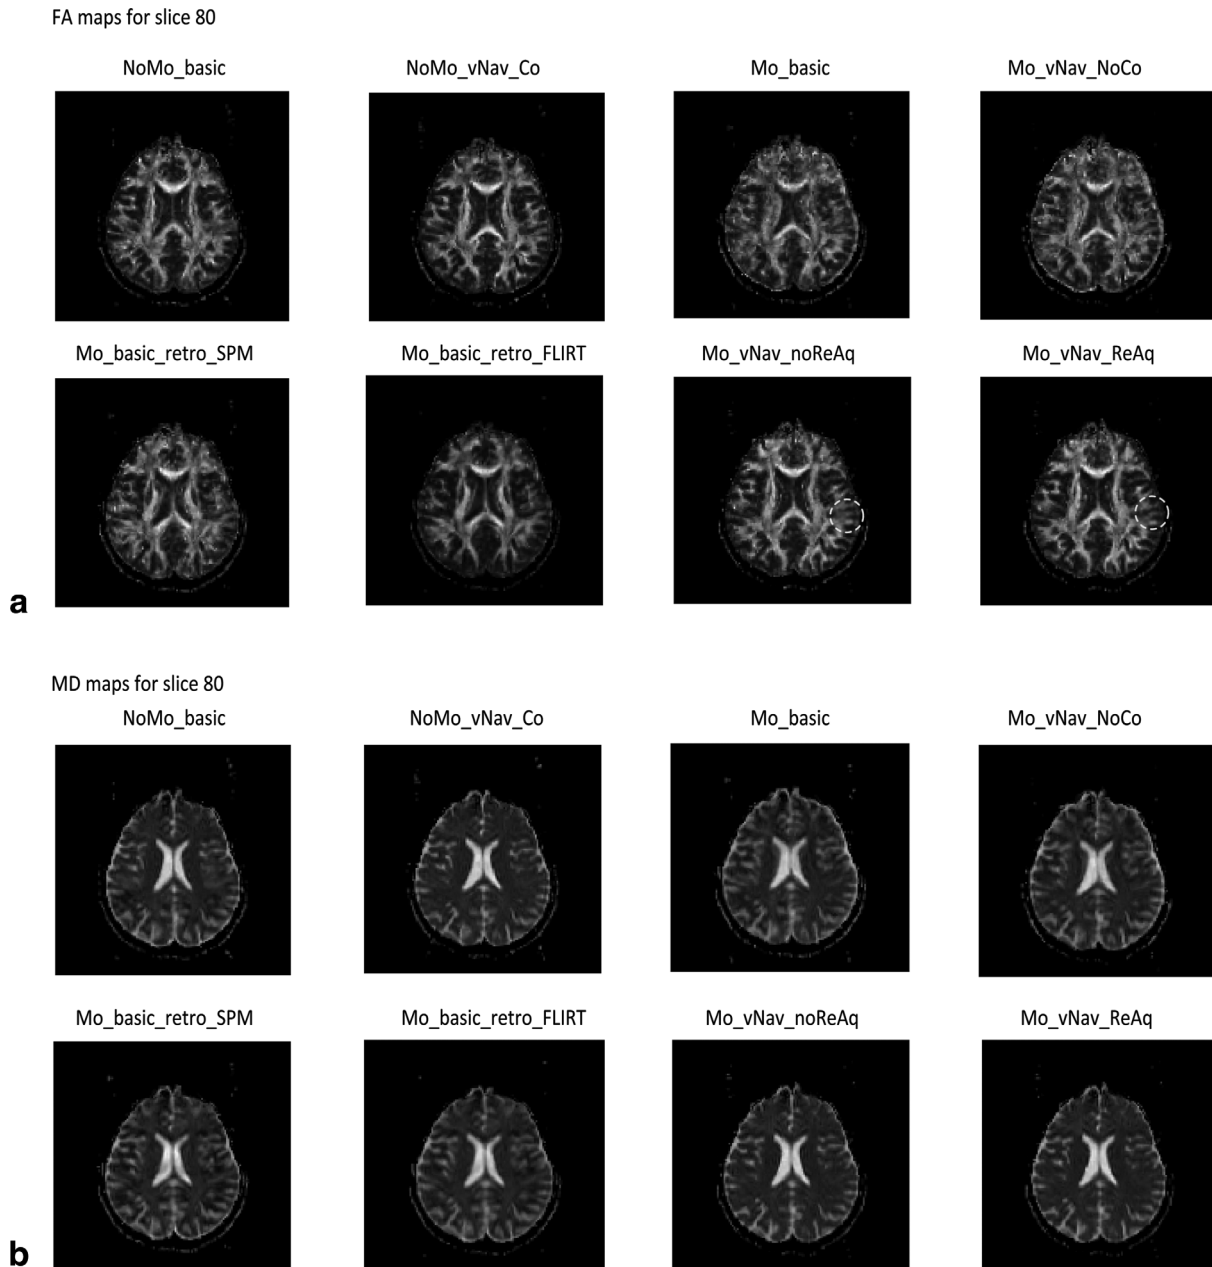 FA maps for slice 80
NoMo_basic NoMo_vNav_Co Mo_basic Mo_vNav_NoCo
Mo_basic_retro_SPM Mo_basic_retro_FLIRT Mo_vNav_noReAq Mo_vNav_ReAq
a
MD maps for slice 80
NoMo_basic NoMo_vNav_Co Mo_basic Mo_vNav_NoCo
Mo_basic_retro_SPM Mo_basic_retro_FLIRT Mo_vNav_noReAq Mo_vNav_ReAq
b